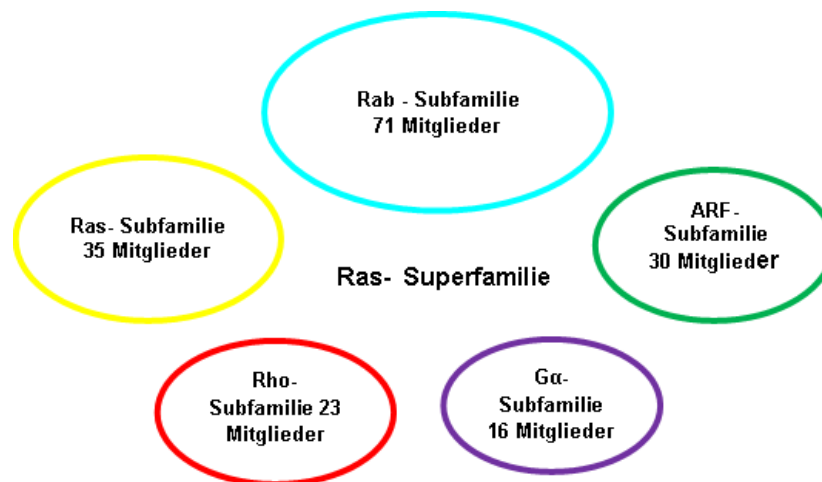 Rab - Subfamilie
71 Mitglieder
Ras- Subfamilie
35 Mitglieder
ARF-
Subfamilie
30 Mitglieder
Ras- Superfamilie
Rho-
Subfamilie 23
Mitglieder
Gα-
Subfamilie
16 Mitglieder